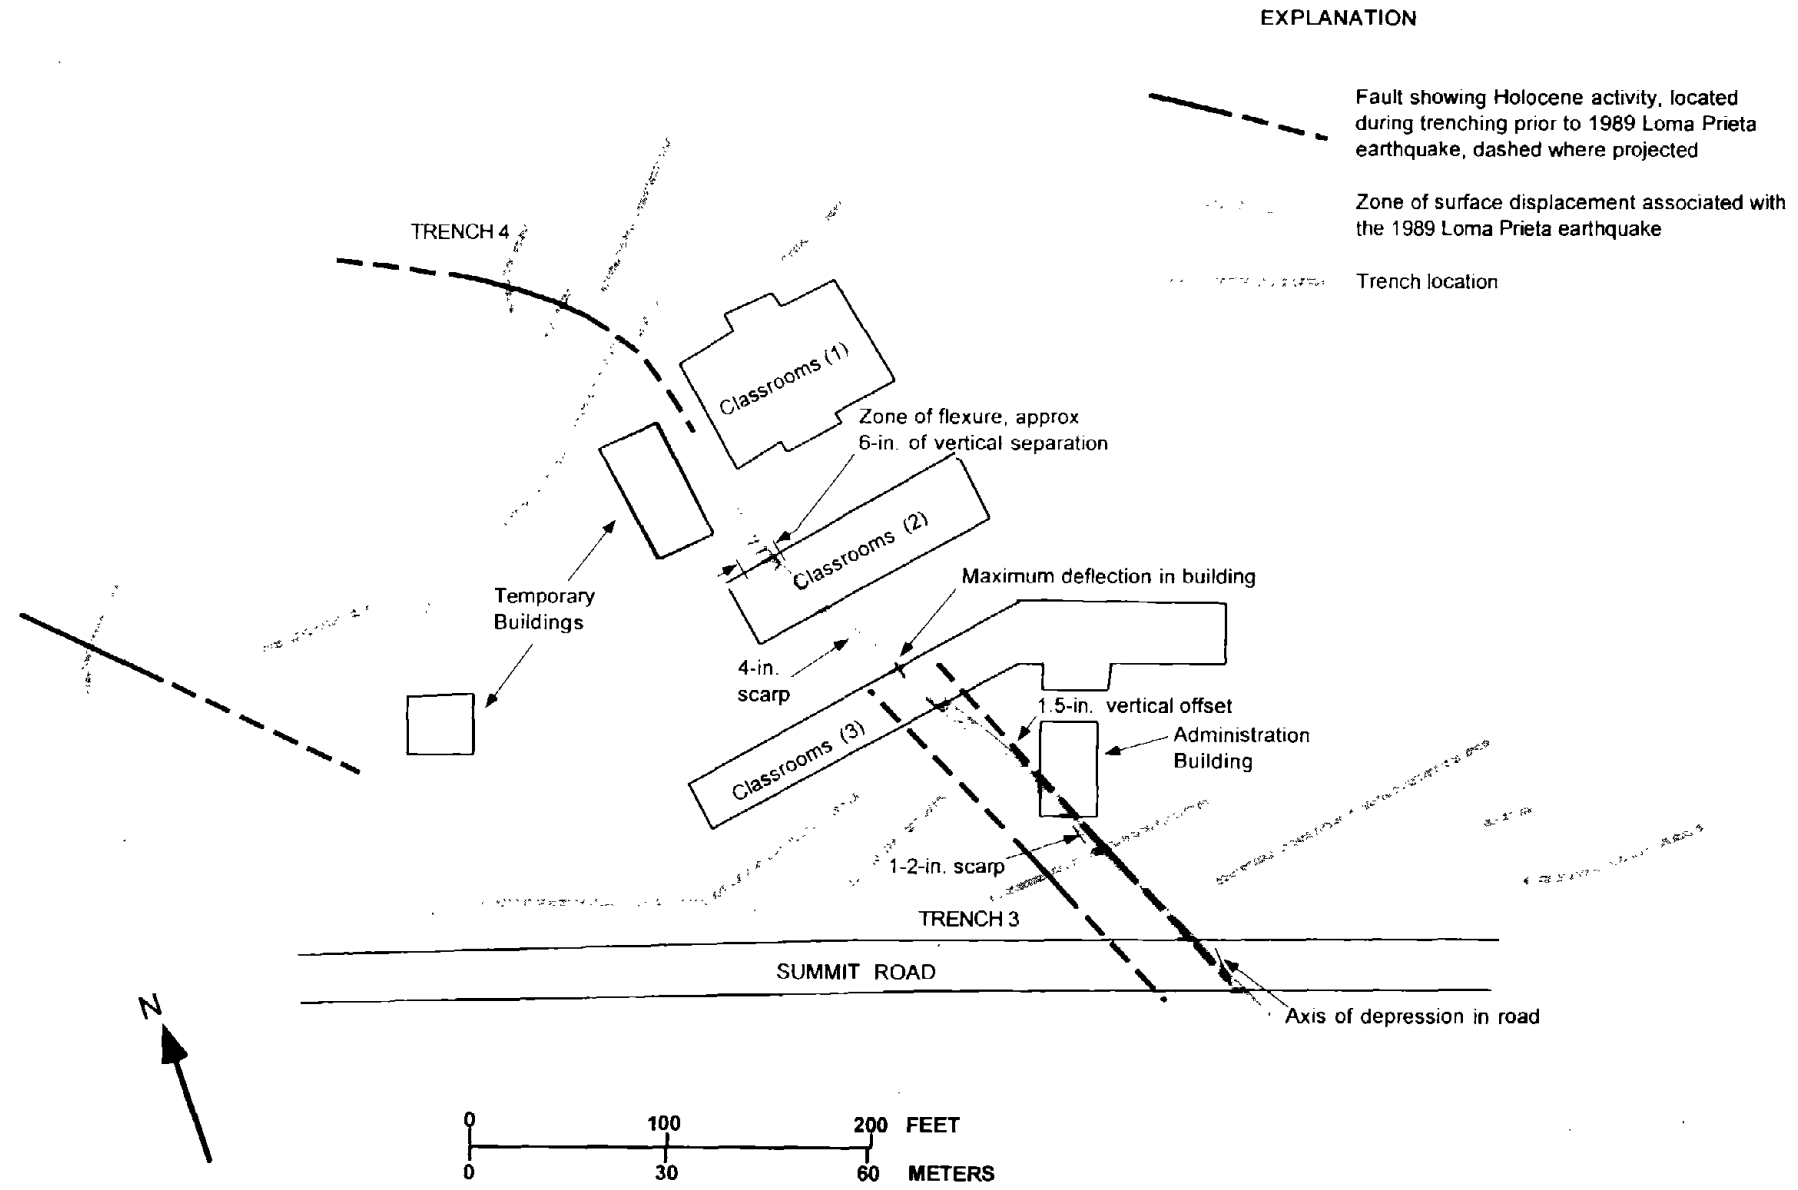 EXPLANATION
Fault showing Holocene activity, located
during trenching prior to 1989 Loma Prieta
earthquake, dashed where projected
Zone of surface displacement associated with
the 1989 Loma Prieta earthquake
Trench location
TRENCH 4
Classrooms (1)
Zone of flexure, approx
6-in. of vertical separation
Classrooms (2)
Temporary
Buildings
Maximum deflection in building
4-in.
scarp
1.5-in. vertical offset
Administration
Building
Classrooms (3)
1-2-in. scarp
TRENCH 3
SUMMIT ROAD
Axis of depression in road
N
0 100 200 FEET
0 30 60 METERS